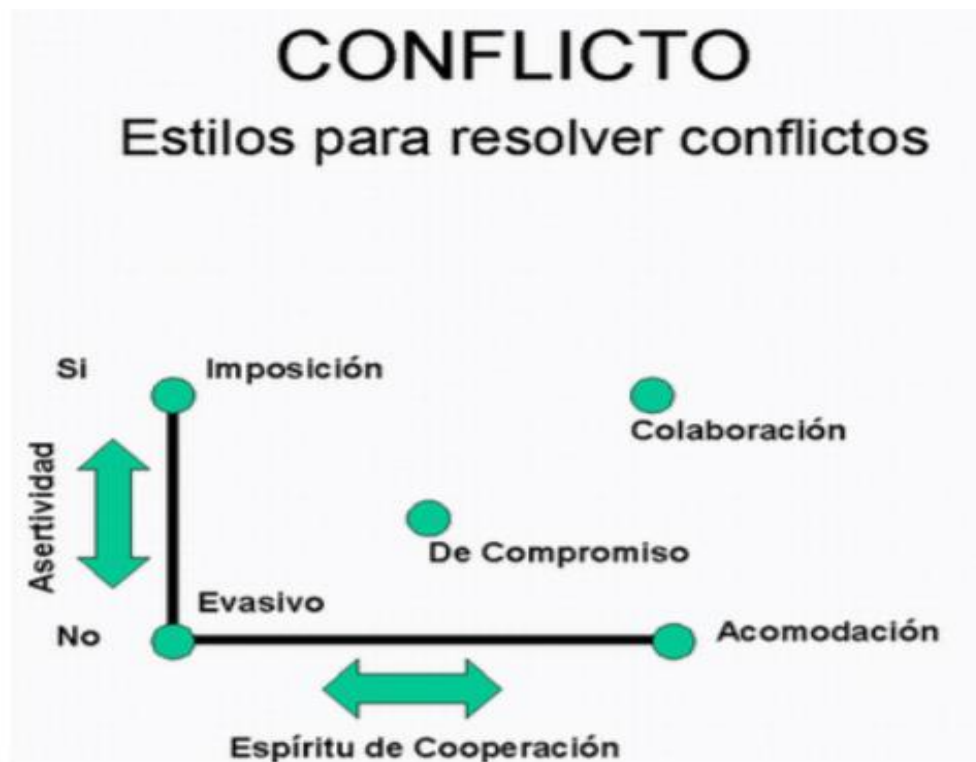 CONFLICTO
Estilos para resolver conflictos
Si
Imposición
Colaboración
Asertividad
De Compromiso
Evasivo
No
Acomodación
Espíritu de Cooperación